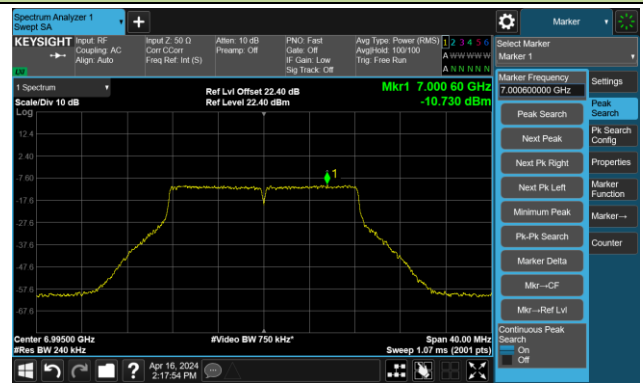 Spectrum Analyzer 1
Swept SA
Marker
KEYSIGHT
Input: RF
Coupling: AC
Align: Auto
Input Z: 50 Ω
Corr CCorr
Freq Ref: Int (S)
Atten: 10 dB
Preamp: Off
PNO: Fast
Gate: Off
IF Gain: Low
Sig Track: Off
Avg Type: Power (RMS)
Avg|Hold: 100/100
Trig: Free Run
1 2 3 4 5 6
A W W W W W
A N N N N N
Select Marker
Marker 1
LV
1 Spectrum
Scale/Div 10 dB
Ref Lvl Offset 22.40 dB
Ref Level 22.40 dBm
Mkr1 7.000 60 GHz
-10.730 dBm
Log
12.4
2.40
-7.60
-17.6
-27.6
-37.6
-47.6
-57.6
-67.6
1
Center 6.99500 GHz
#Res BW 240 kHz
#Video BW 750 kHz*
Span 40.00 MHz
Sweep 1.07 ms (2001 pts)
Marker Frequency
7.000600000 GHz
Peak Search
Next Peak
Next Pk Right
Next Pk Left
Minimum Peak
Pk-Pk Search
Marker Delta
Mkr→CF
Mkr→Ref Lvl
Continuous Peak
Search
On
Off
Settings
Peak
Search
Pk Search
Config
Properties
Marker
Function
Marker→
Counter
?
Apr 16, 2024
2:17:54 PM